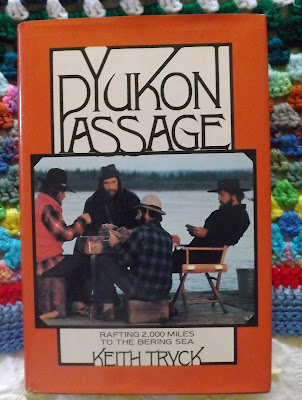 YUKON
PASSAGE
RAFTING 2,000 MILES
TO THE BERING SEA
KEITH TRYCK